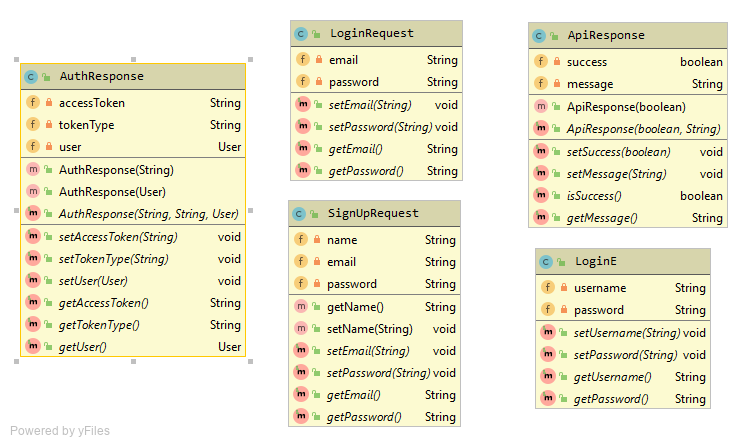 AuthResponse
accessToken String
tokenType String
user User
AuthResponse(String)
AuthResponse(User)
AuthResponse(String, String, User)
setAccessToken(String) void
setTokenType(String) void
setUser(User) void
getAccessToken() String
getTokenType() String
getUser() User
LoginRequest
email String
password String
setEmail(String) void
setPassword(String) void
getEmail() String
getPassword() String
SignUpRequest
name String
email String
password String
getName() String
setName(String) void
setEmail(String) void
setPassword(String) void
getEmail() String
getPassword() String
ApiResponse
success boolean
message String
ApiResponse(boolean)
ApiResponse(boolean, String)
setSuccess(boolean) void
setMessage(String) void
isSuccess() boolean
getMessage() String
LoginE
username String
password String
setUsername(String) void
setPassword(String) void
getUsername() String
getPassword() String
Powered by yFiles